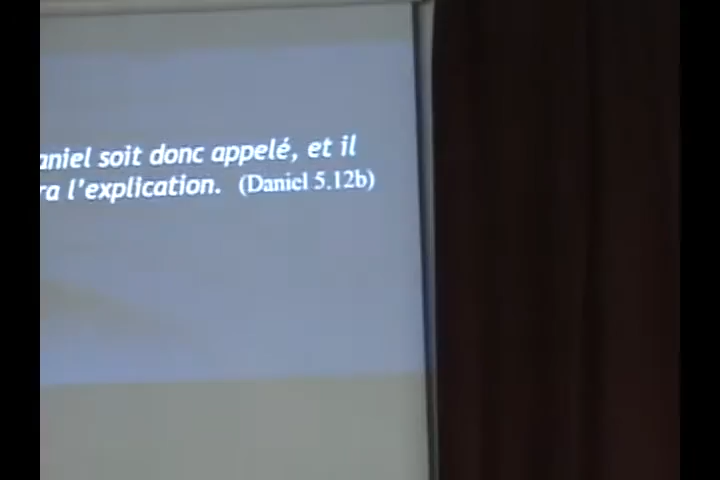 aniel soit donc appelé, et il
ra l'explication. (Daniel 5.12b)